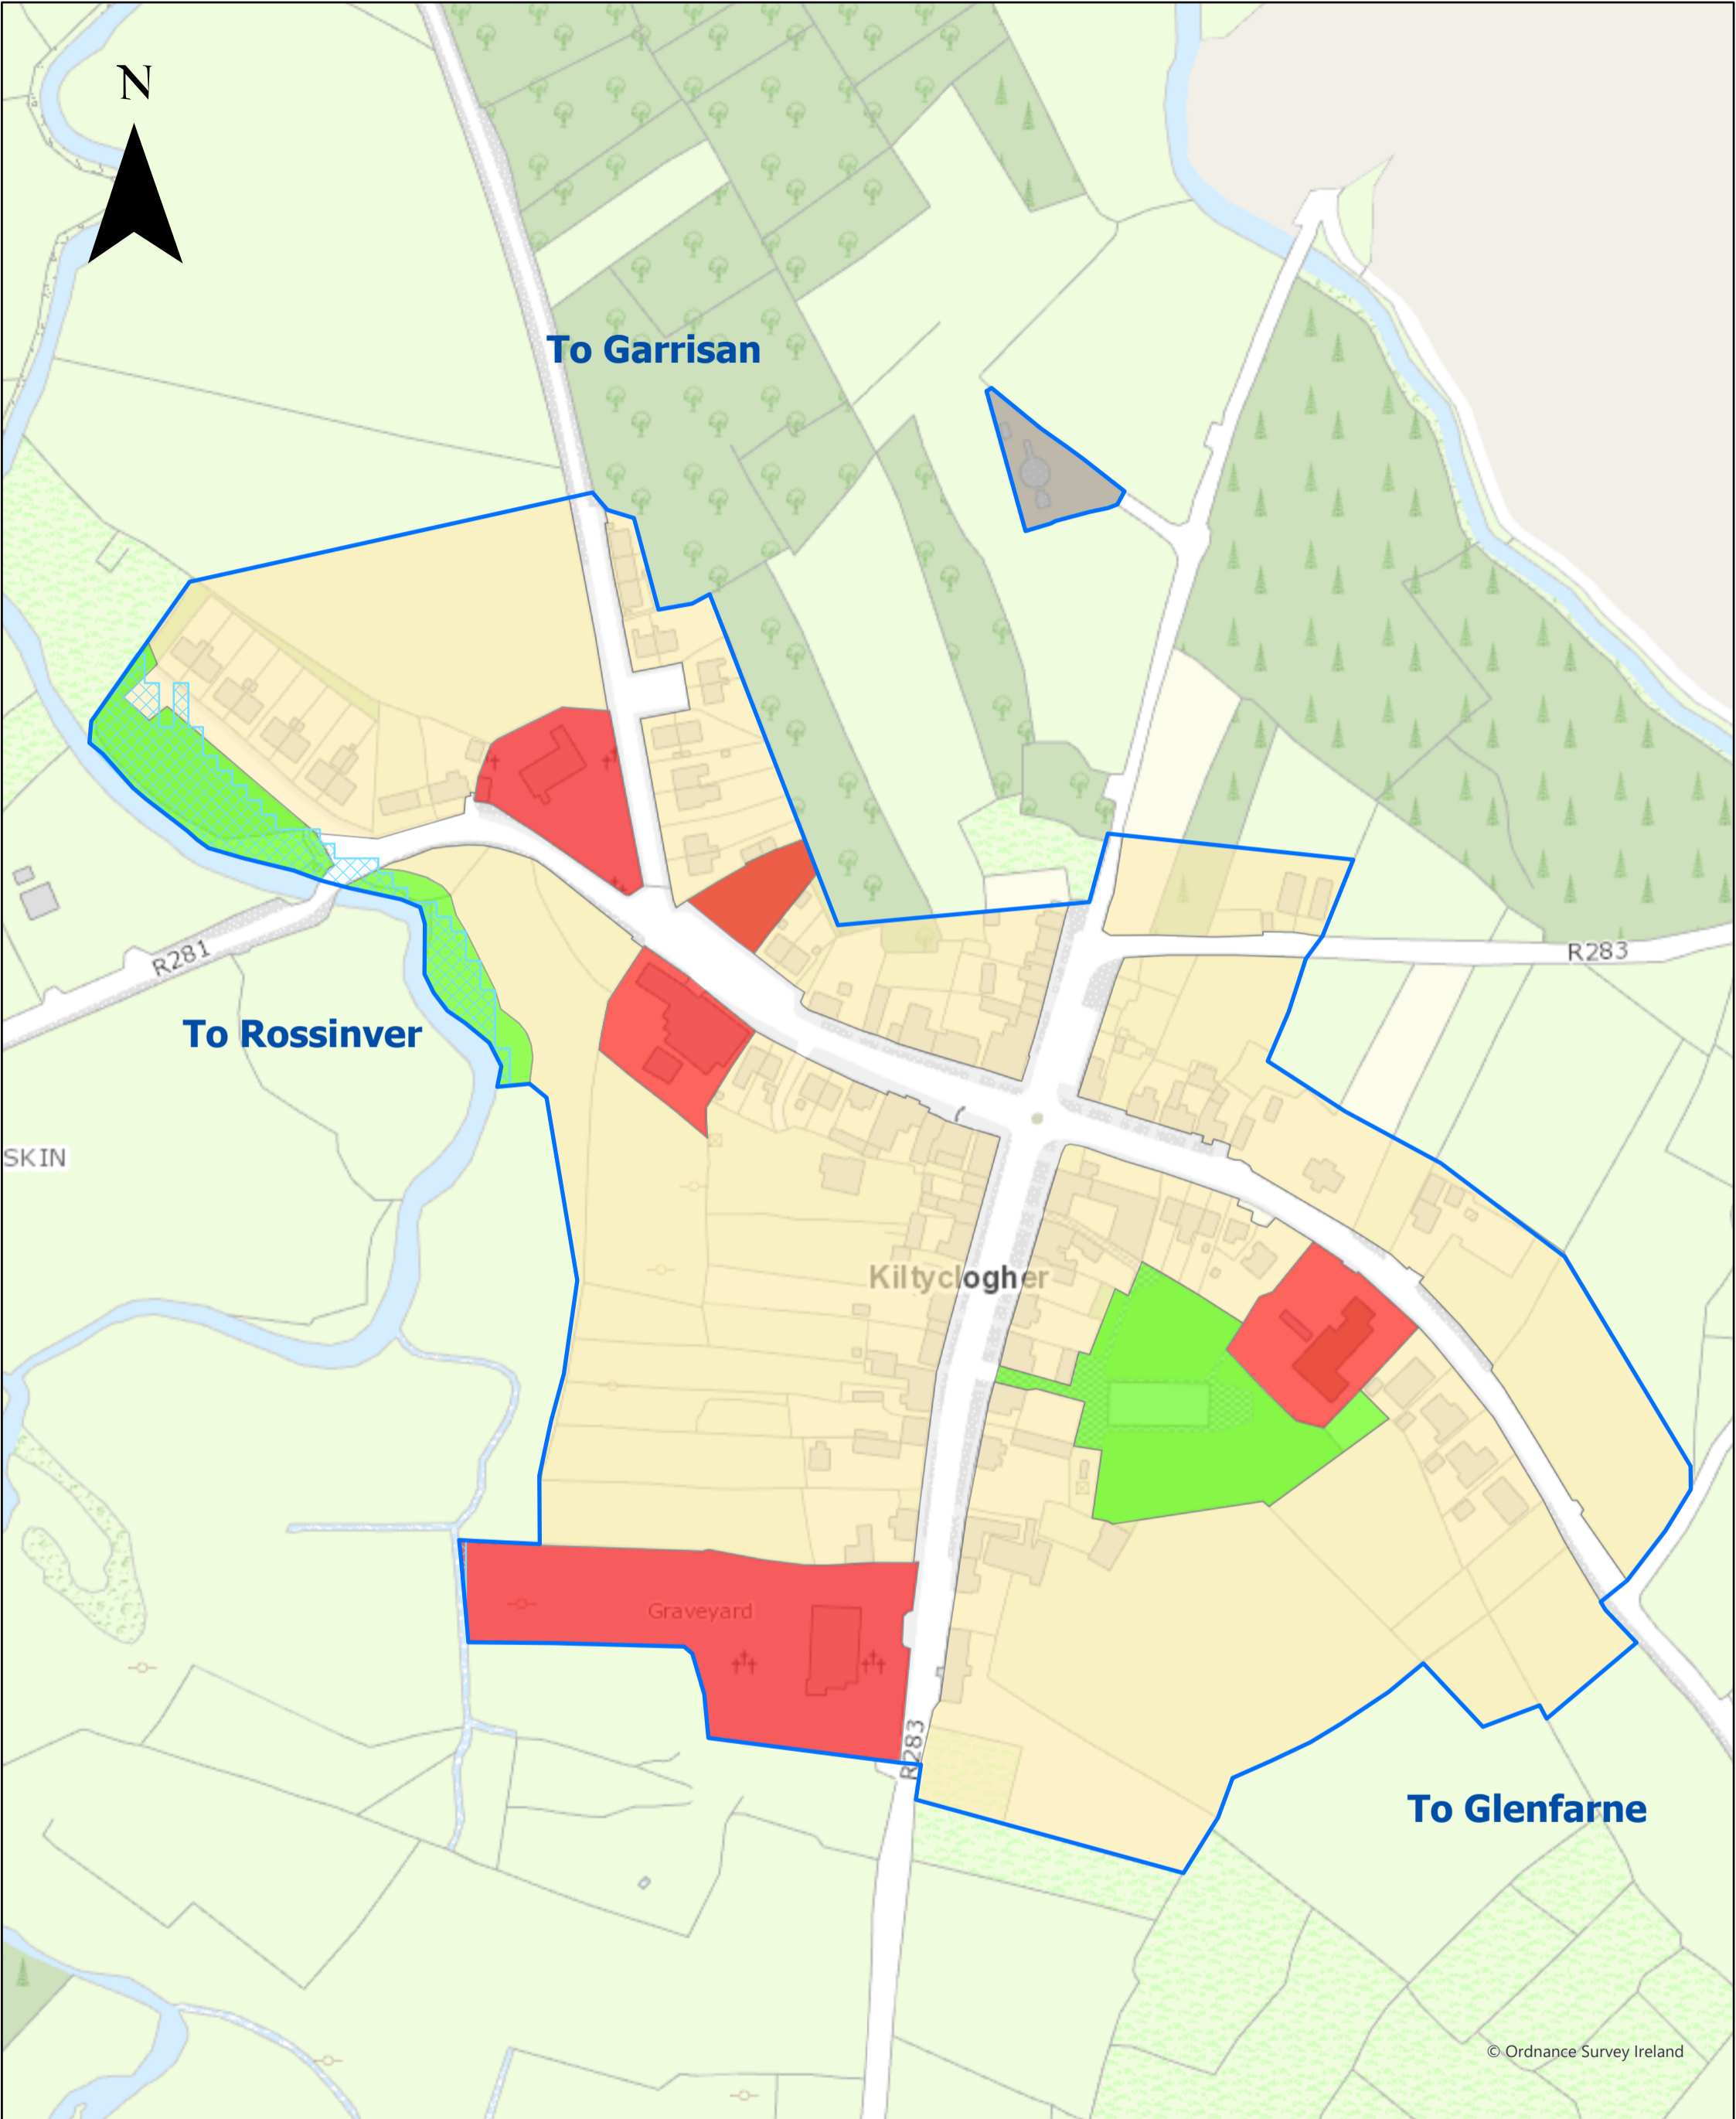 N
To Garrisan
R283
R281
To Rossinver
SKIN
Kiltyclogher
Graveyard
R283
To Glenfarne
© Ordnance Survey Ireland